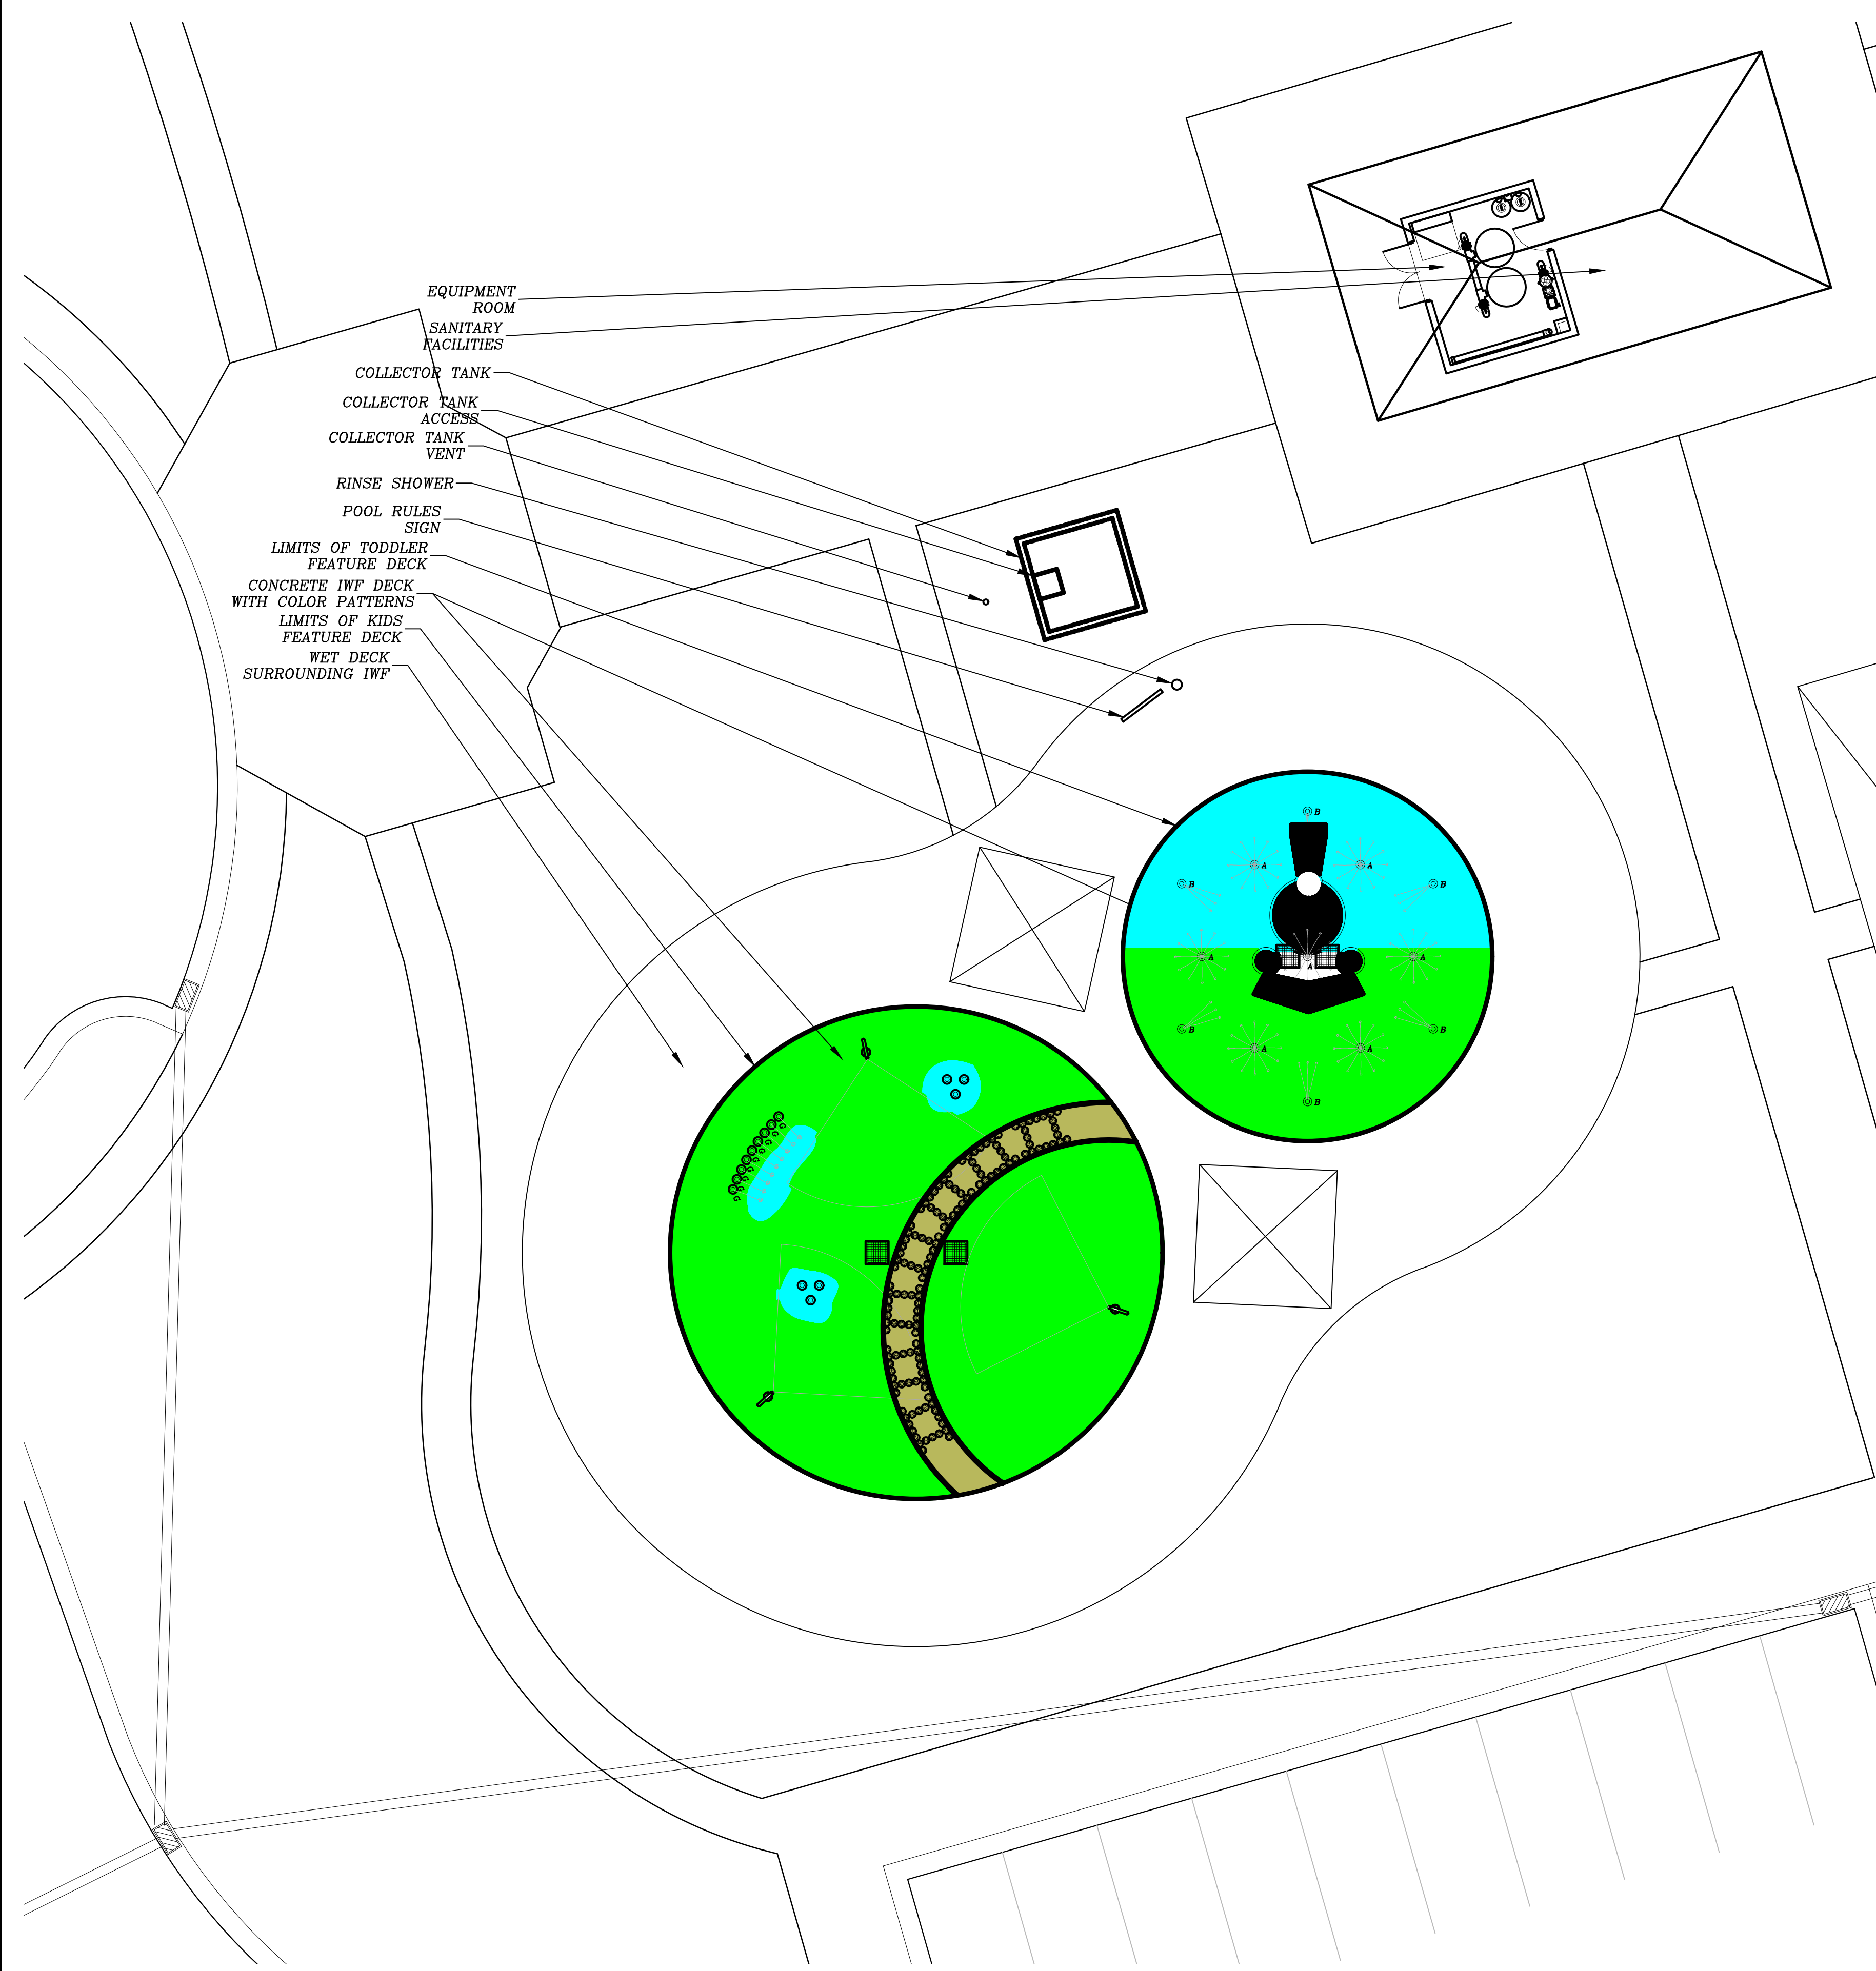 EQUIPMENT
ROOM
SANITARY
FACILITIES
COLLECTOR TANK
COLLECTOR TANK
ACCESS
COLLECTOR TANK
VENT
RINSE SHOWER
POOL RULES
SIGN
LIMITS OF TODDLER
FEATURE DECK
CONCRETE IWF DECK
WITH COLOR PATTERNS
LIMITS OF KIDS
FEATURE DECK
WET DECK
SURROUNDING IWF
B
A
A
B
B
A
A
A
B
B
A
A
B
G
G
G
G
G
G
G
G
G